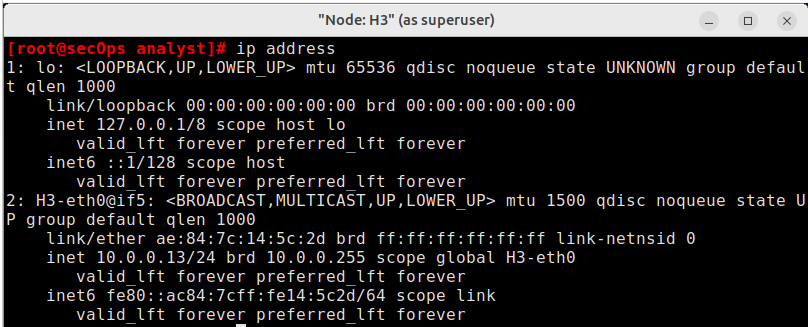 "Node: H3" (as superuser)
[root@secOps analyst]# ip address
1: lo: <LOOPBACK,UP,LOWER_UP> mtu 65536 qdisc noqueue state UNKNOWN group defaul
t qlen 1000
    link/loopback 00:00:00:00:00:00 brd 00:00:00:00:00:00
    inet 127.0.0.1/8 scope host lo
       valid_lft forever preferred_lft forever
    inet6 ::1/128 scope host
       valid_lft forever preferred_lft forever
2: H3-eth0@if5: <BROADCAST,MULTICAST,UP,LOWER_UP> mtu 1500 qdisc noqueue state U
P group default qlen 1000
    link/ether ae:84:7c:14:5c:2d brd ff:ff:ff:ff:ff:ff link-netnsid 0
    inet 10.0.0.13/24 brd 10.0.0.255 scope global H3-eth0
       valid_lft forever preferred_lft forever
    inet6 fe80::ac84:7cff:fe14:5c2d/64 scope link
       valid_lft forever preferred_lft forever